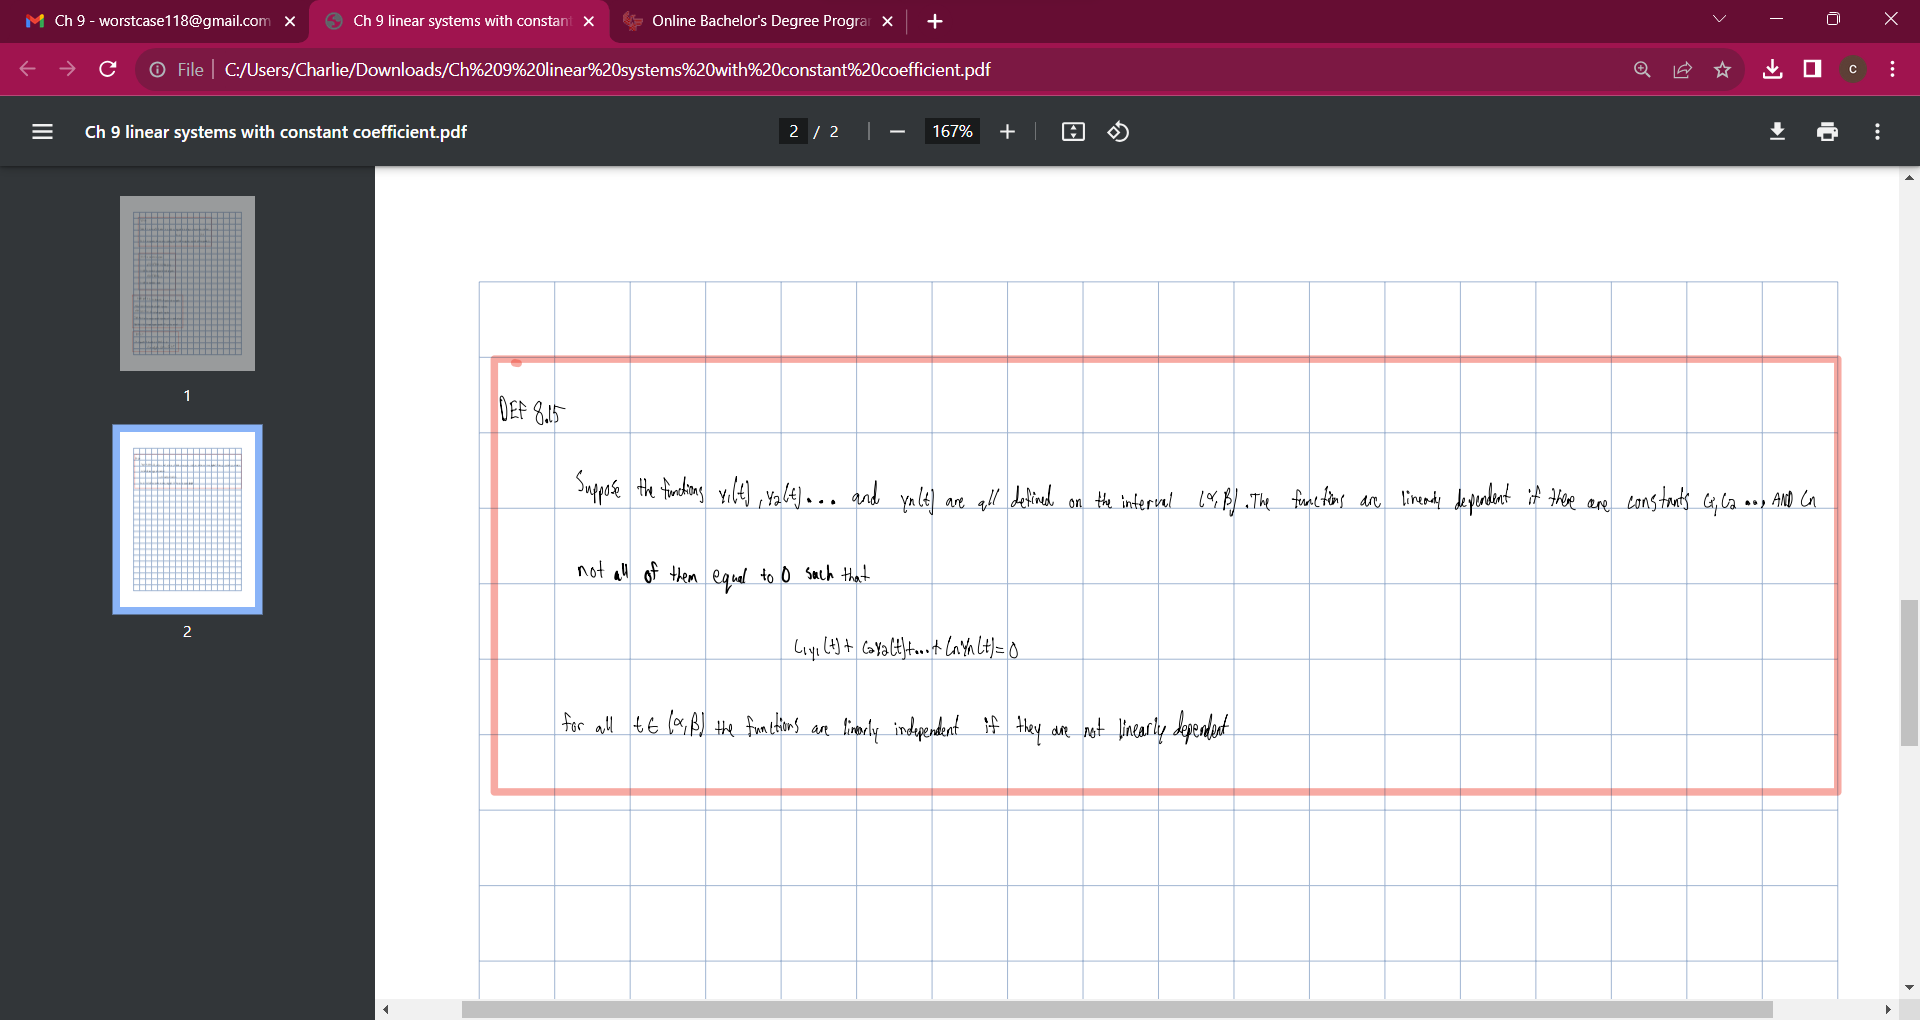 Ch 9 - worstcase118@gmail.com
Ch 9 linear systems with constant
Online Bachelor's Degree Progra
File
C:/Users/Charlie/Downloads/Ch%209%20linear%20systems%20with%20constant%20coefficient.pdf
C
Ch 9 linear systems with constant coefficient.pdf
2 / 2
167%
1
2
DEF 8.15
Suppose the functions y₁(t), y₂(t)... and yn(t) are all defined on the interval (α, β). The functions are linearly dependent if there are constants C₁, C₂ ..., AND Cn
not all of them equal to 0 such that
C₁y₁(t) + C₂y₂(t)+...+ Cnyn(t) = 0
for all t ∈ (α, β) the functions are linearly independent if they are not linearly dependent